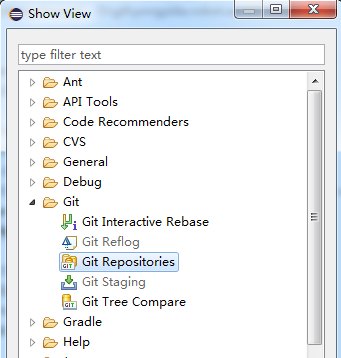 Show View
type filter text
Ant
API Tools
Code Recommenders
CVS
General
Debug
Git
Git Interactive Rebase
Git Reflog
Git Repositories
Git Staging
Git Tree Compare
Gradle
Help